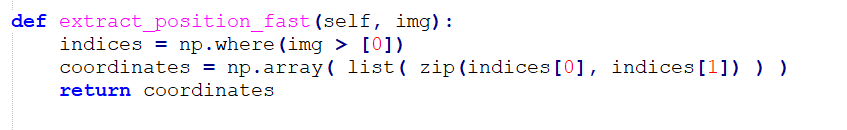 def extract_position_fast(self, img):
    indices = np.where(img > [0])
    coordinates = np.array( list( zip(indices[0], indices[1]) ) )
    return coordinates